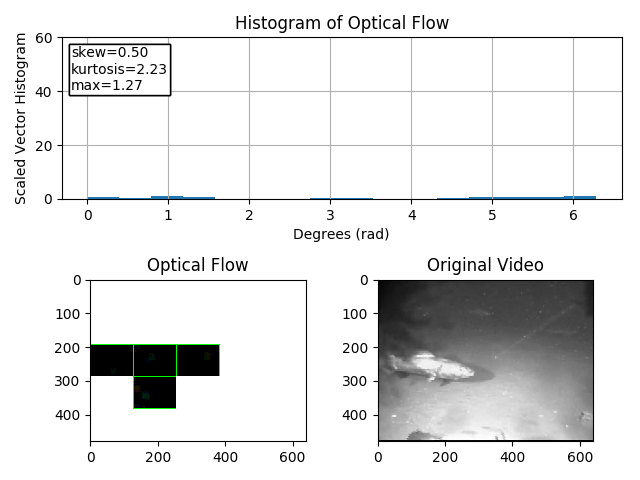 Histogram of Optical Flow
Scaled Vector Histogram
60
40
20
0
skew=0.50
kurtosis=2.23
max=1.27
0 1 2 3 4 5 6
Degrees (rad)
Optical Flow
0
100
200
300
400
0 200 400 600
Original Video
0
100
200
300
400
0 200 400 600